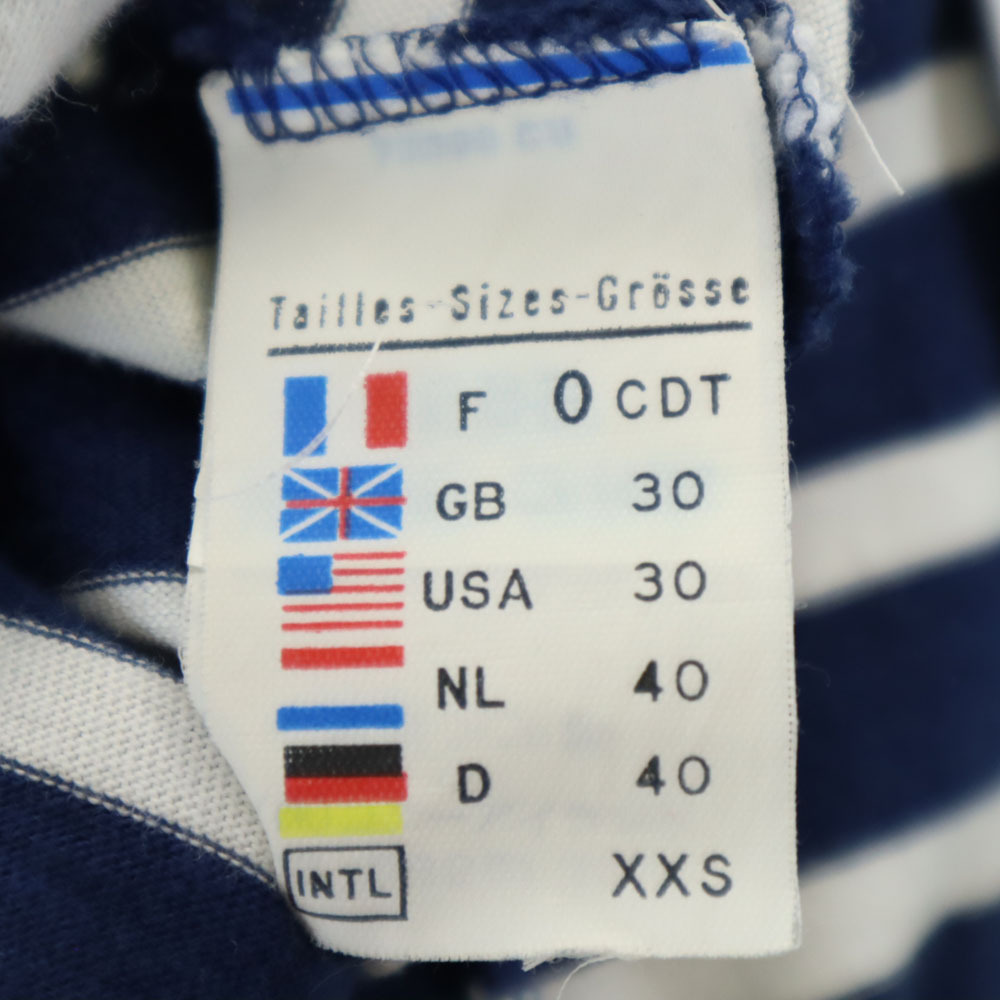 Tailles-Sizes-Grösse
F 0 CDT
GB 30
USA 30
NL 40
D 40
INTL XXS